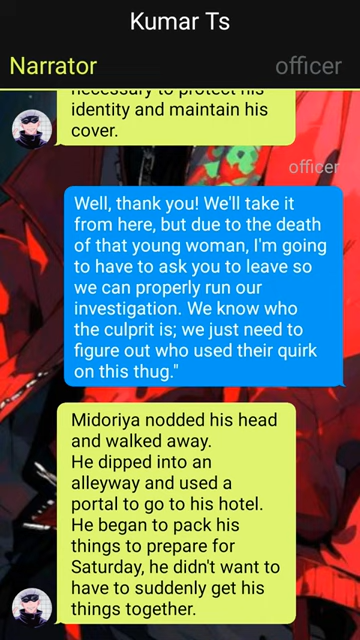 Kumar Ts
Narrator officer
necessary to protect his
identity and maintain his
cover.
officer
Well, thank you! We'll take it
from here, but due to the death
of that young woman, I'm going
to have to ask you to leave so
we can properly run our
investigation. We know who
the culprit is; we just need to
figure out who used their quirk
on this thug."
Midoriya nodded his head
and walked away.
He dipped into an
alleyway and used a
portal to go to his hotel.
He began to pack his
things to prepare for
Saturday, he didn't want to
have to suddenly get his
things together.